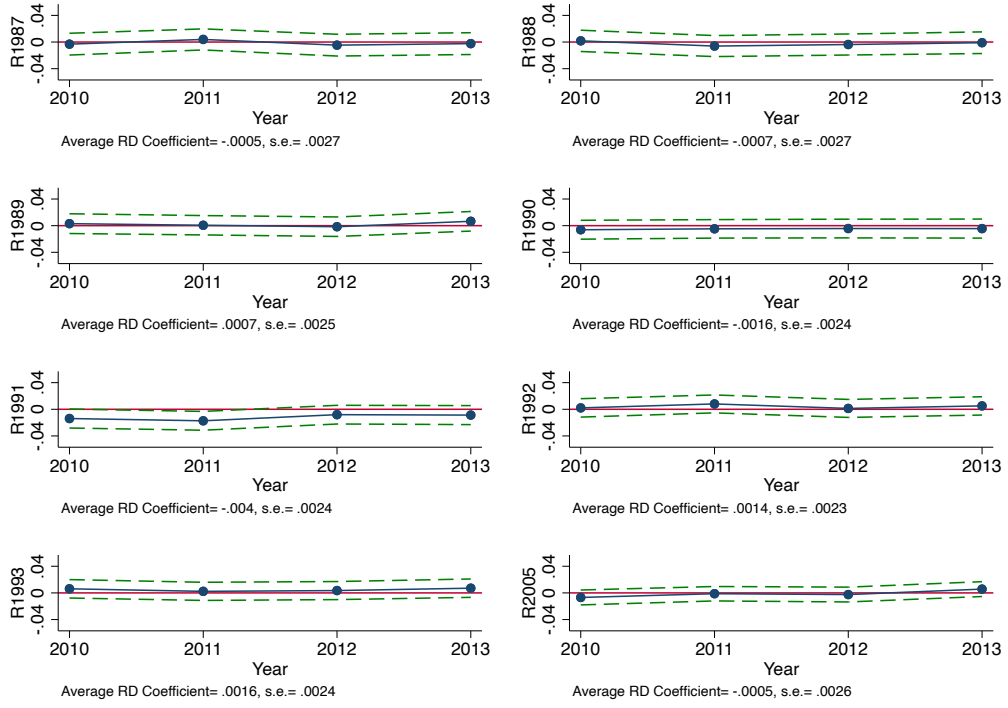 R1987
.04
0
-.04
2010 2011 2012 2013
Year
Average RD Coefficient= -.0005, s.e.= .0027
R1988
.04
0
-.04
2010 2011 2012 2013
Year
Average RD Coefficient= -.0007, s.e.= .0027
R1989
.04
0
-.04
2010 2011 2012 2013
Year
Average RD Coefficient= .0007, s.e.= .0025
R1990
.04
0
-.04
2010 2011 2012 2013
Year
Average RD Coefficient= -.0016, s.e.= .0024
R1991
.04
0
-.04
2010 2011 2012 2013
Year
Average RD Coefficient= -.004, s.e.= .0024
R1992
.04
0
-.04
2010 2011 2012 2013
Year
Average RD Coefficient= .0014, s.e.= .0023
R1993
.04
0
-.04
2010 2011 2012 2013
Year
Average RD Coefficient= .0016, s.e.= .0024
R2005
.04
0
-.04
2010 2011 2012 2013
Year
Average RD Coefficient= -.0005, s.e.= .0026